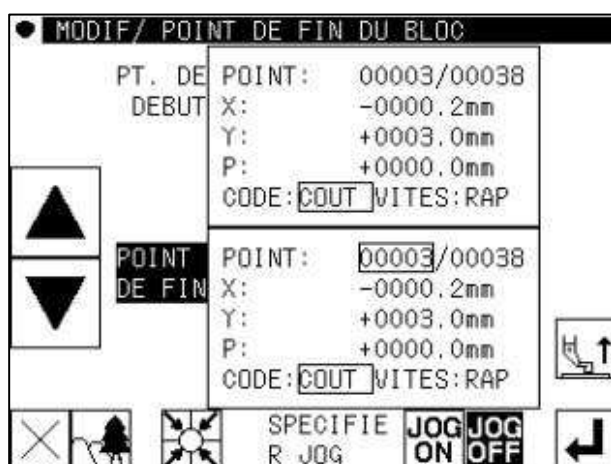 MODIF/ POINT DE FIN DU BLOC
PT. DE
DEBUT
POINT: 00003/00038
X: -0000.2mm
Y: +0003.0mm
P: +0000.0mm
CODE:COUT VITES:RAP
POINT
DE FIN
POINT: 00003/00038
X: -0000.2mm
Y: +0003.0mm
P: +0000.0mm
CODE:COUT VITES:RAP
SPECIFIE
R JOG
JOG
ON
JOG
OFF